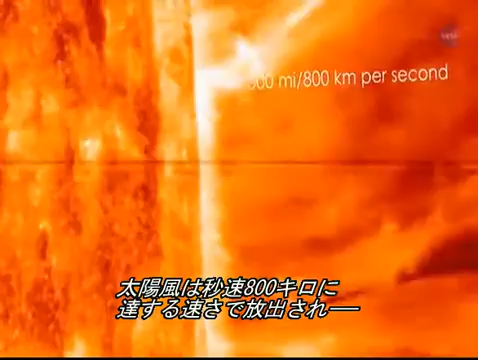 500 mi/800 km per second
太陽風は秒速800キロに
達する速さで放出され──